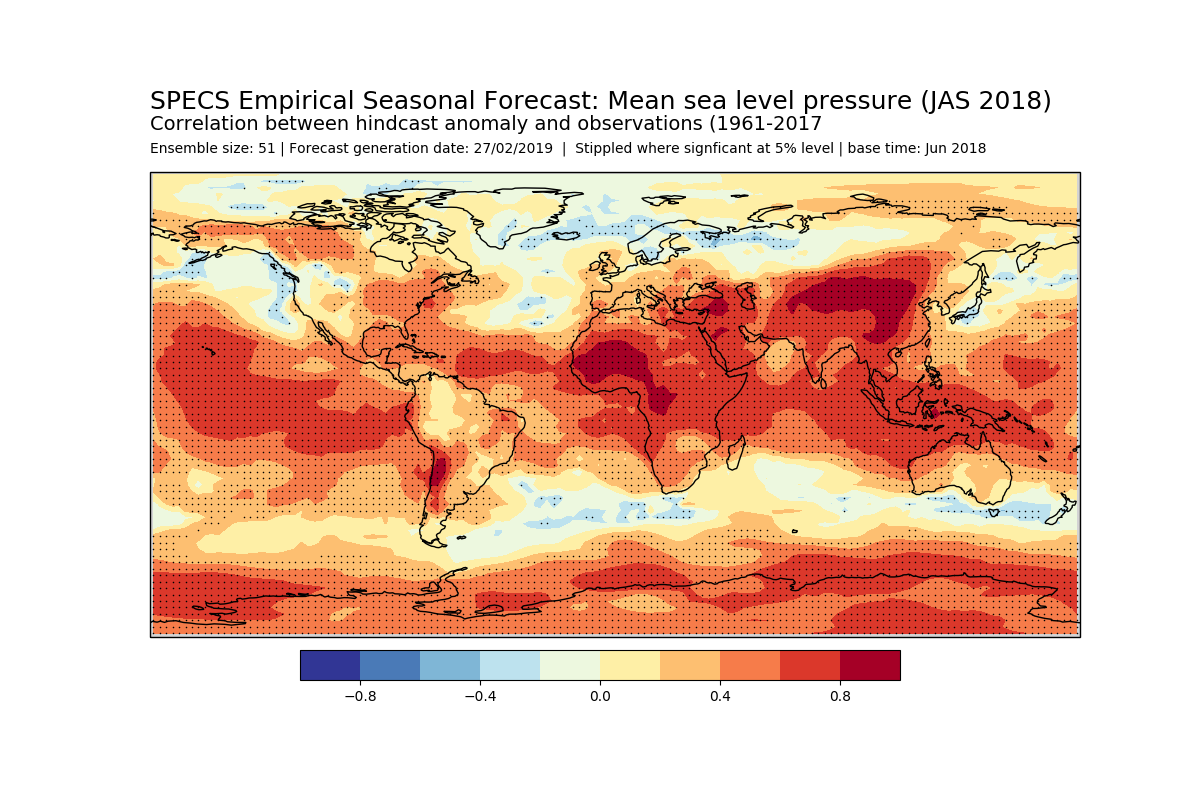 SPECS Empirical Seasonal Forecast: Mean sea level pressure (JAS 2018)
Correlation between hindcast anomaly and observations (1961-2017
Ensemble size: 51 | Forecast generation date: 27/02/2019  |  Stippled where signficant at 5% level | base time: Jun 2018
−0.8 −0.4 0.0 0.4 0.8